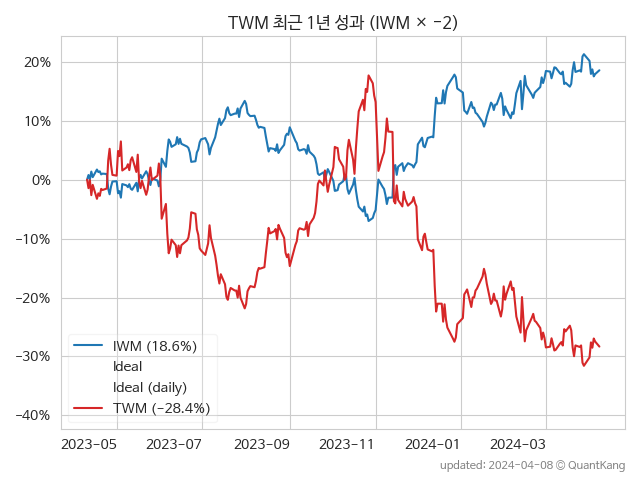 TWM 최근 1년 성과 (IWM × −2)
20%
10%
0%
−10%
−20%
−30%
−40%
IWM (18.6%)
Ideal
Ideal (daily)
TWM (−28.4%)
2023-05 2023-07 2023-09 2023-11 2024-01 2024-03
updated: 2024-04-08 © QuantKang